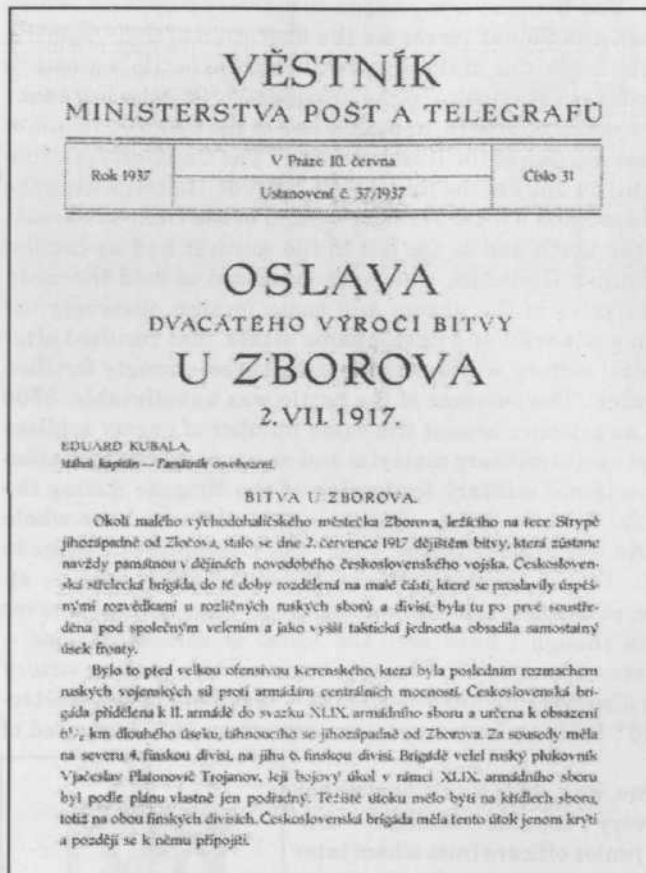 VĚSTNÍK
MINISTERSTVA POŠT A TELEGRAFŮ
Rok 1937
V Praze 10. června
Ustanovení č. 37/1937
Číslo 31
OSLAVA
DVACÁTÉHO VÝROČÍ BITVY
U ZBOROVA
2. VII. 1917.
EDUARD KUBALA,
štábní kapitán — Památník osvobození.
BITVA U ZBOROVA.
Okolí malého východohaličského městečka Zborova, ležícího na řece Strypě
jihozápadně od Zločova, stalo se dne 2. července 1917 dějištěm bitvy, která zůstane
navždy památnou v dějinách novodobého československého vojska. Českosloven-
ská střelecká brigáda, do té doby rozdělená na malé části, které se proslavily úspěš-
nými rozvědkami u rozličných ruských sborů a divisí, byla tu po prvé soustře-
děna pod společným velením a jako vyšší taktická jednotka obsadila samostatný
úsek fronty.
Bylo to před velkou ofensivou Kerenského, která byla posledním rozmachem
ruských vojenských sil proti armádám centrálních mocností. Československá bri-
gáda přidělena k 11. armádě do svazku XLIX. armádního sboru a určena k obsazení
km dlouhého úseku, táhnoucího se jihozápadně od Zborova. Za sousedy měla
na severu 4. finskou divisi, na jihu 6. finskou divisi. Brigádě velel ruský plukovník
Vjačeslav Platonovič Trojanov. Její bojový úkol v rámci XLIX. armádního sboru
byl podle plánu vlastně jen podřadný. Těžiště útoku mělo býti na křídlech sboru,
totiž na obou finských divisích. Československá brigáda měla tento útok jenom krýti
a později se k němu připojiti.